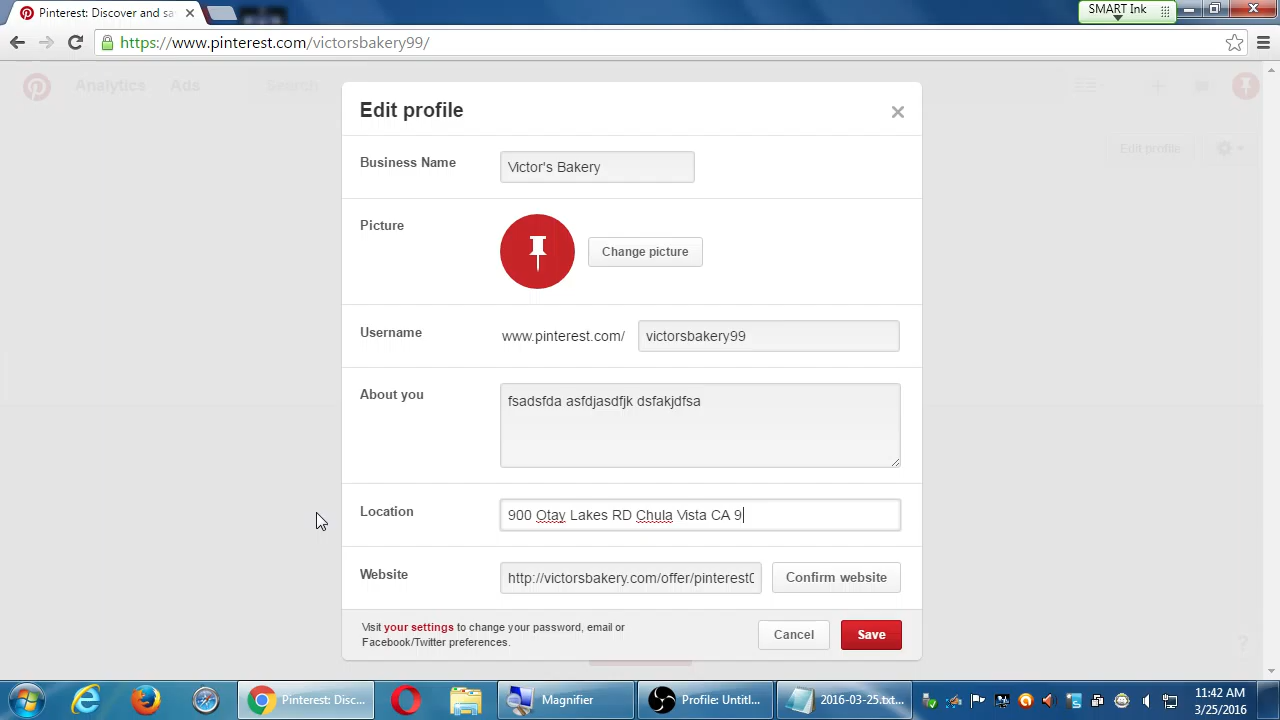 Pinterest: Discover and sa
SMART Ink
https://www.pinterest.com/victorsbakery99/
Analytics Ads Search
Edit profile
Edit profile
Business Name Victor's Bakery
Picture Change picture
Username www.pinterest.com/ victorsbakery99
About you fsadsfda asfdjasdfjk dsfakjdfsa
Location 900 Otay Lakes RD Chula Vista CA 9
Website http://victorsbakery.com/offer/pinterest Confirm website
Visit your settings to change your password, email or
Facebook/Twitter preferences.
Cancel Save
?
Pinterest: Disc... Magnifier Profile: Untitl... 2016-03-25.txt...
11:42 AM
3/25/2016